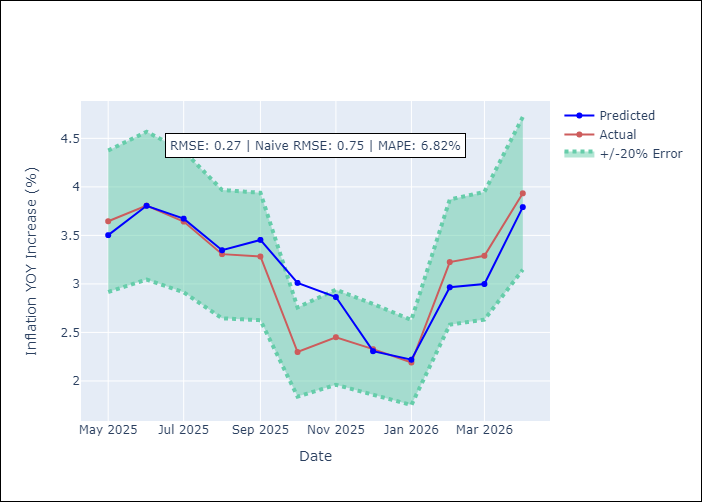 Predicted
Actual
+/-20% Error
RMSE: 0.27 | Naive RMSE: 0.75 | MAPE: 6.82%
Inflation YOY Increase (%)
4.5
4
3.5
3
2.5
2
May 2025 Jul 2025 Sep 2025 Nov 2025 Jan 2026 Mar 2026
Date